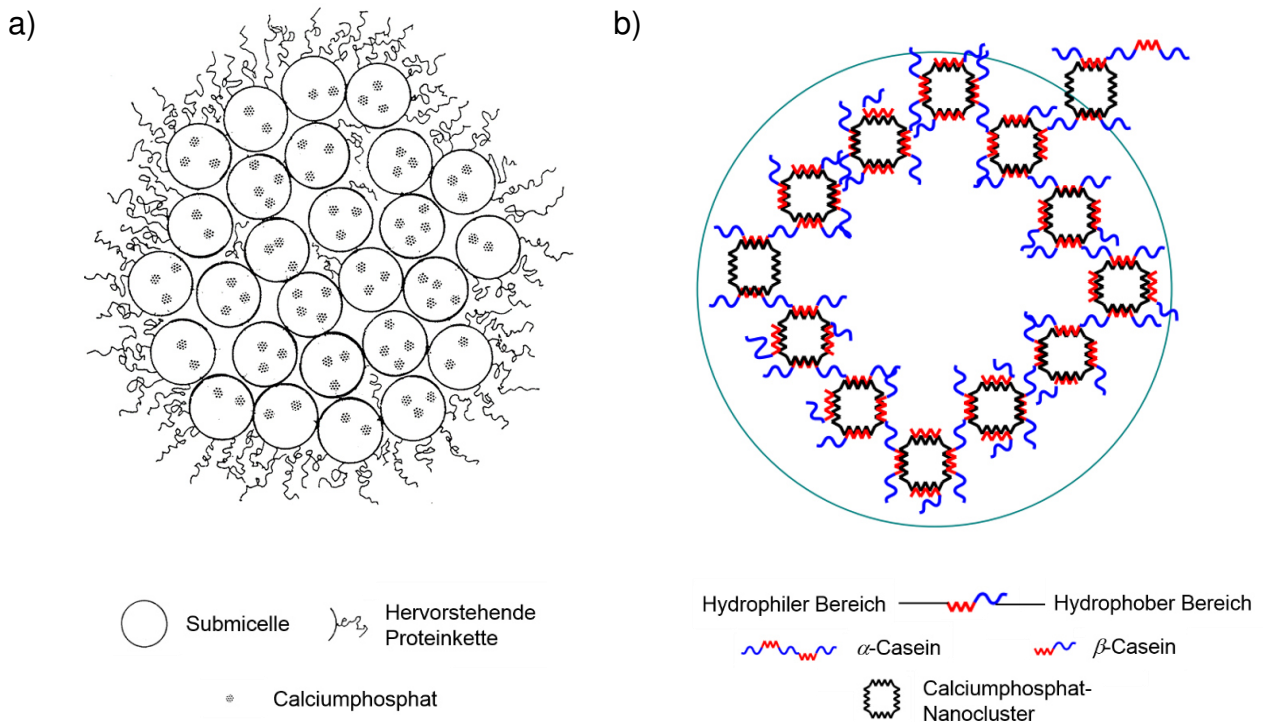 a)
b)
Submicelle
Hervorstehende
Proteinkette
Calciumphosphat
Hydrophiler Bereich
Hydrophober Bereich
α-Casein
β-Casein
Calciumphosphat-
Nanocluster